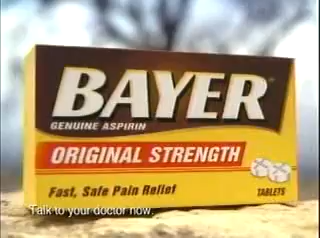 BAYER
GENUINE ASPIRIN
ORIGINAL STRENGTH
Fast, Safe Pain Relief
TABLETS
Talk to your doctor now.